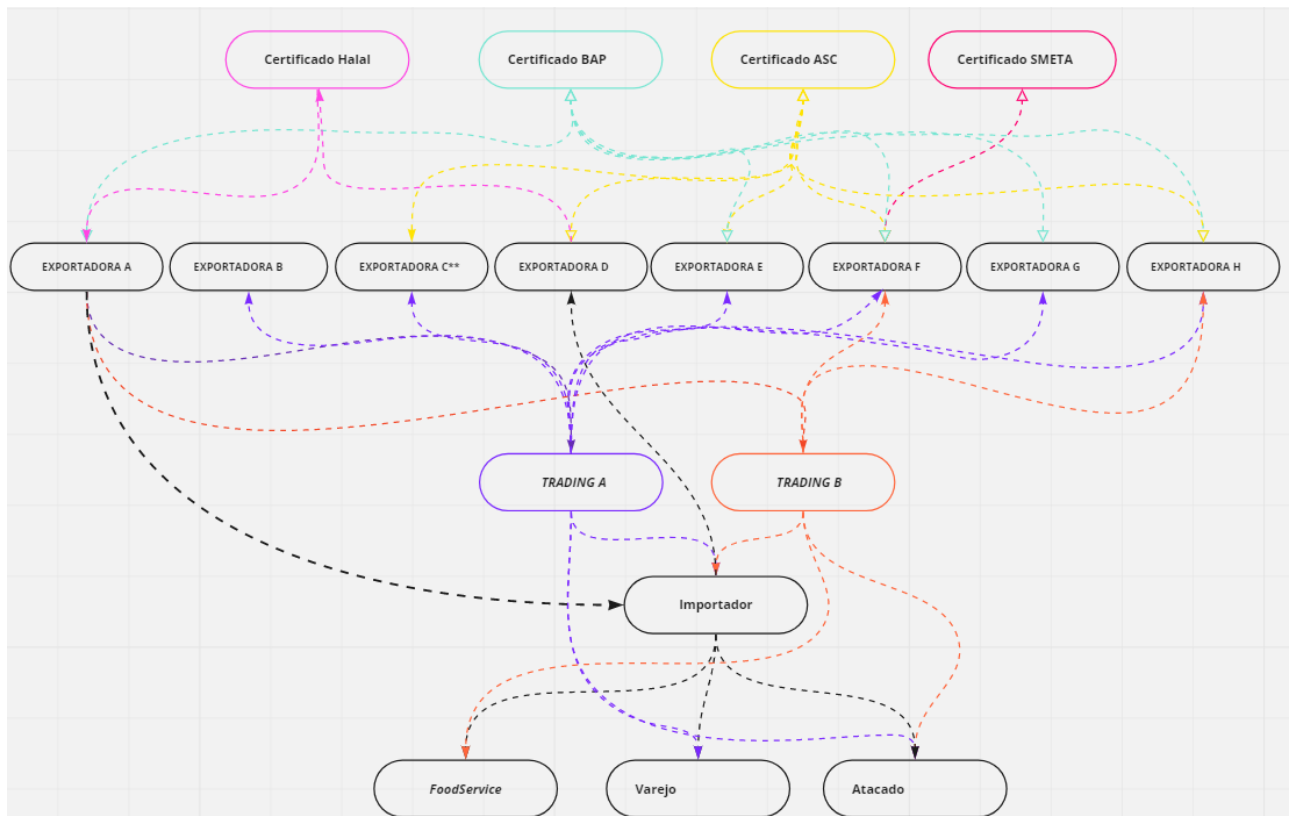 Certificado Halal
Certificado BAP
Certificado ASC
Certificado SMETA
EXPORTADORA A
EXPORTADORA B
EXPORTADORA C**
EXPORTADORA D
EXPORTADORA E
EXPORTADORA F
EXPORTADORA G
EXPORTADORA H
TRADING A
TRADING B
Importador
FoodService
Varejo
Atacado